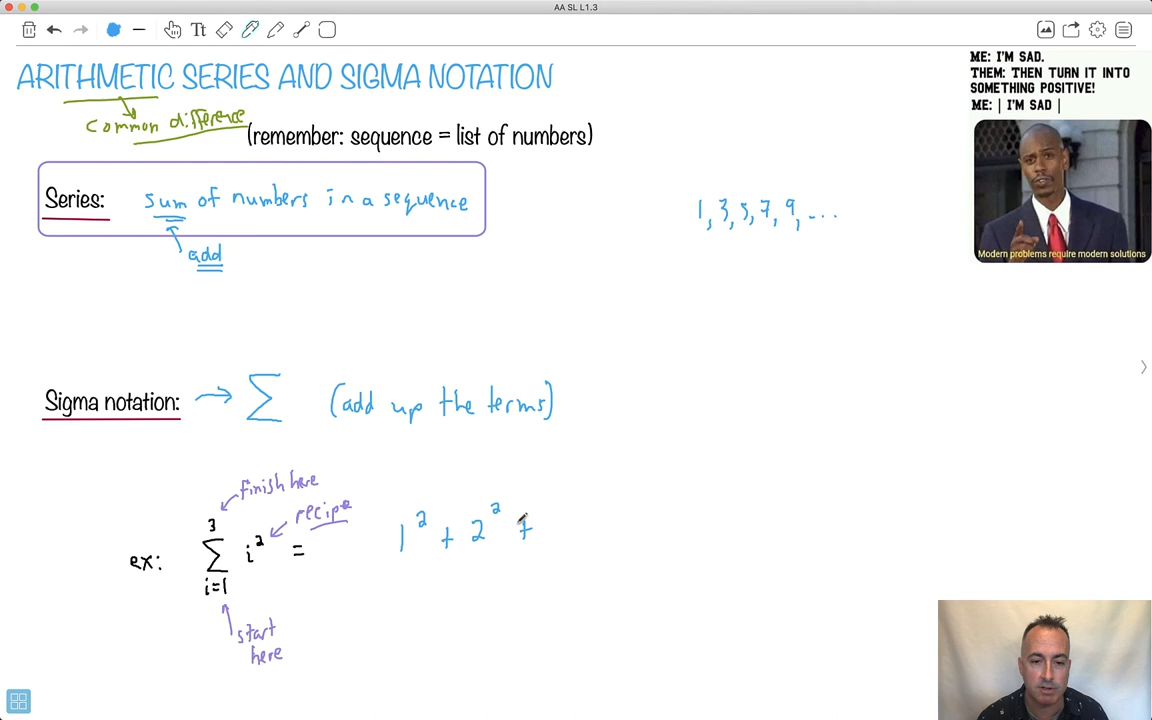 AA SL L1.3
Tt
ARITHMETIC SERIES AND SIGMA NOTATION
common difference
(remember: sequence = list of numbers)
Series: sum of numbers in a sequence
add
1, 3, 5, 7, 9, ...
ME: I'M SAD.
THEM: THEN TURN IT INTO
SOMETHING POSITIVE!
ME: | I'M SAD |
Modern problems require modern solutions
Sigma notation: → ∑ (add up the terms)
finish here
recipe
3
ex: ∑ i² = 1² + 2² +
i=1
start
here